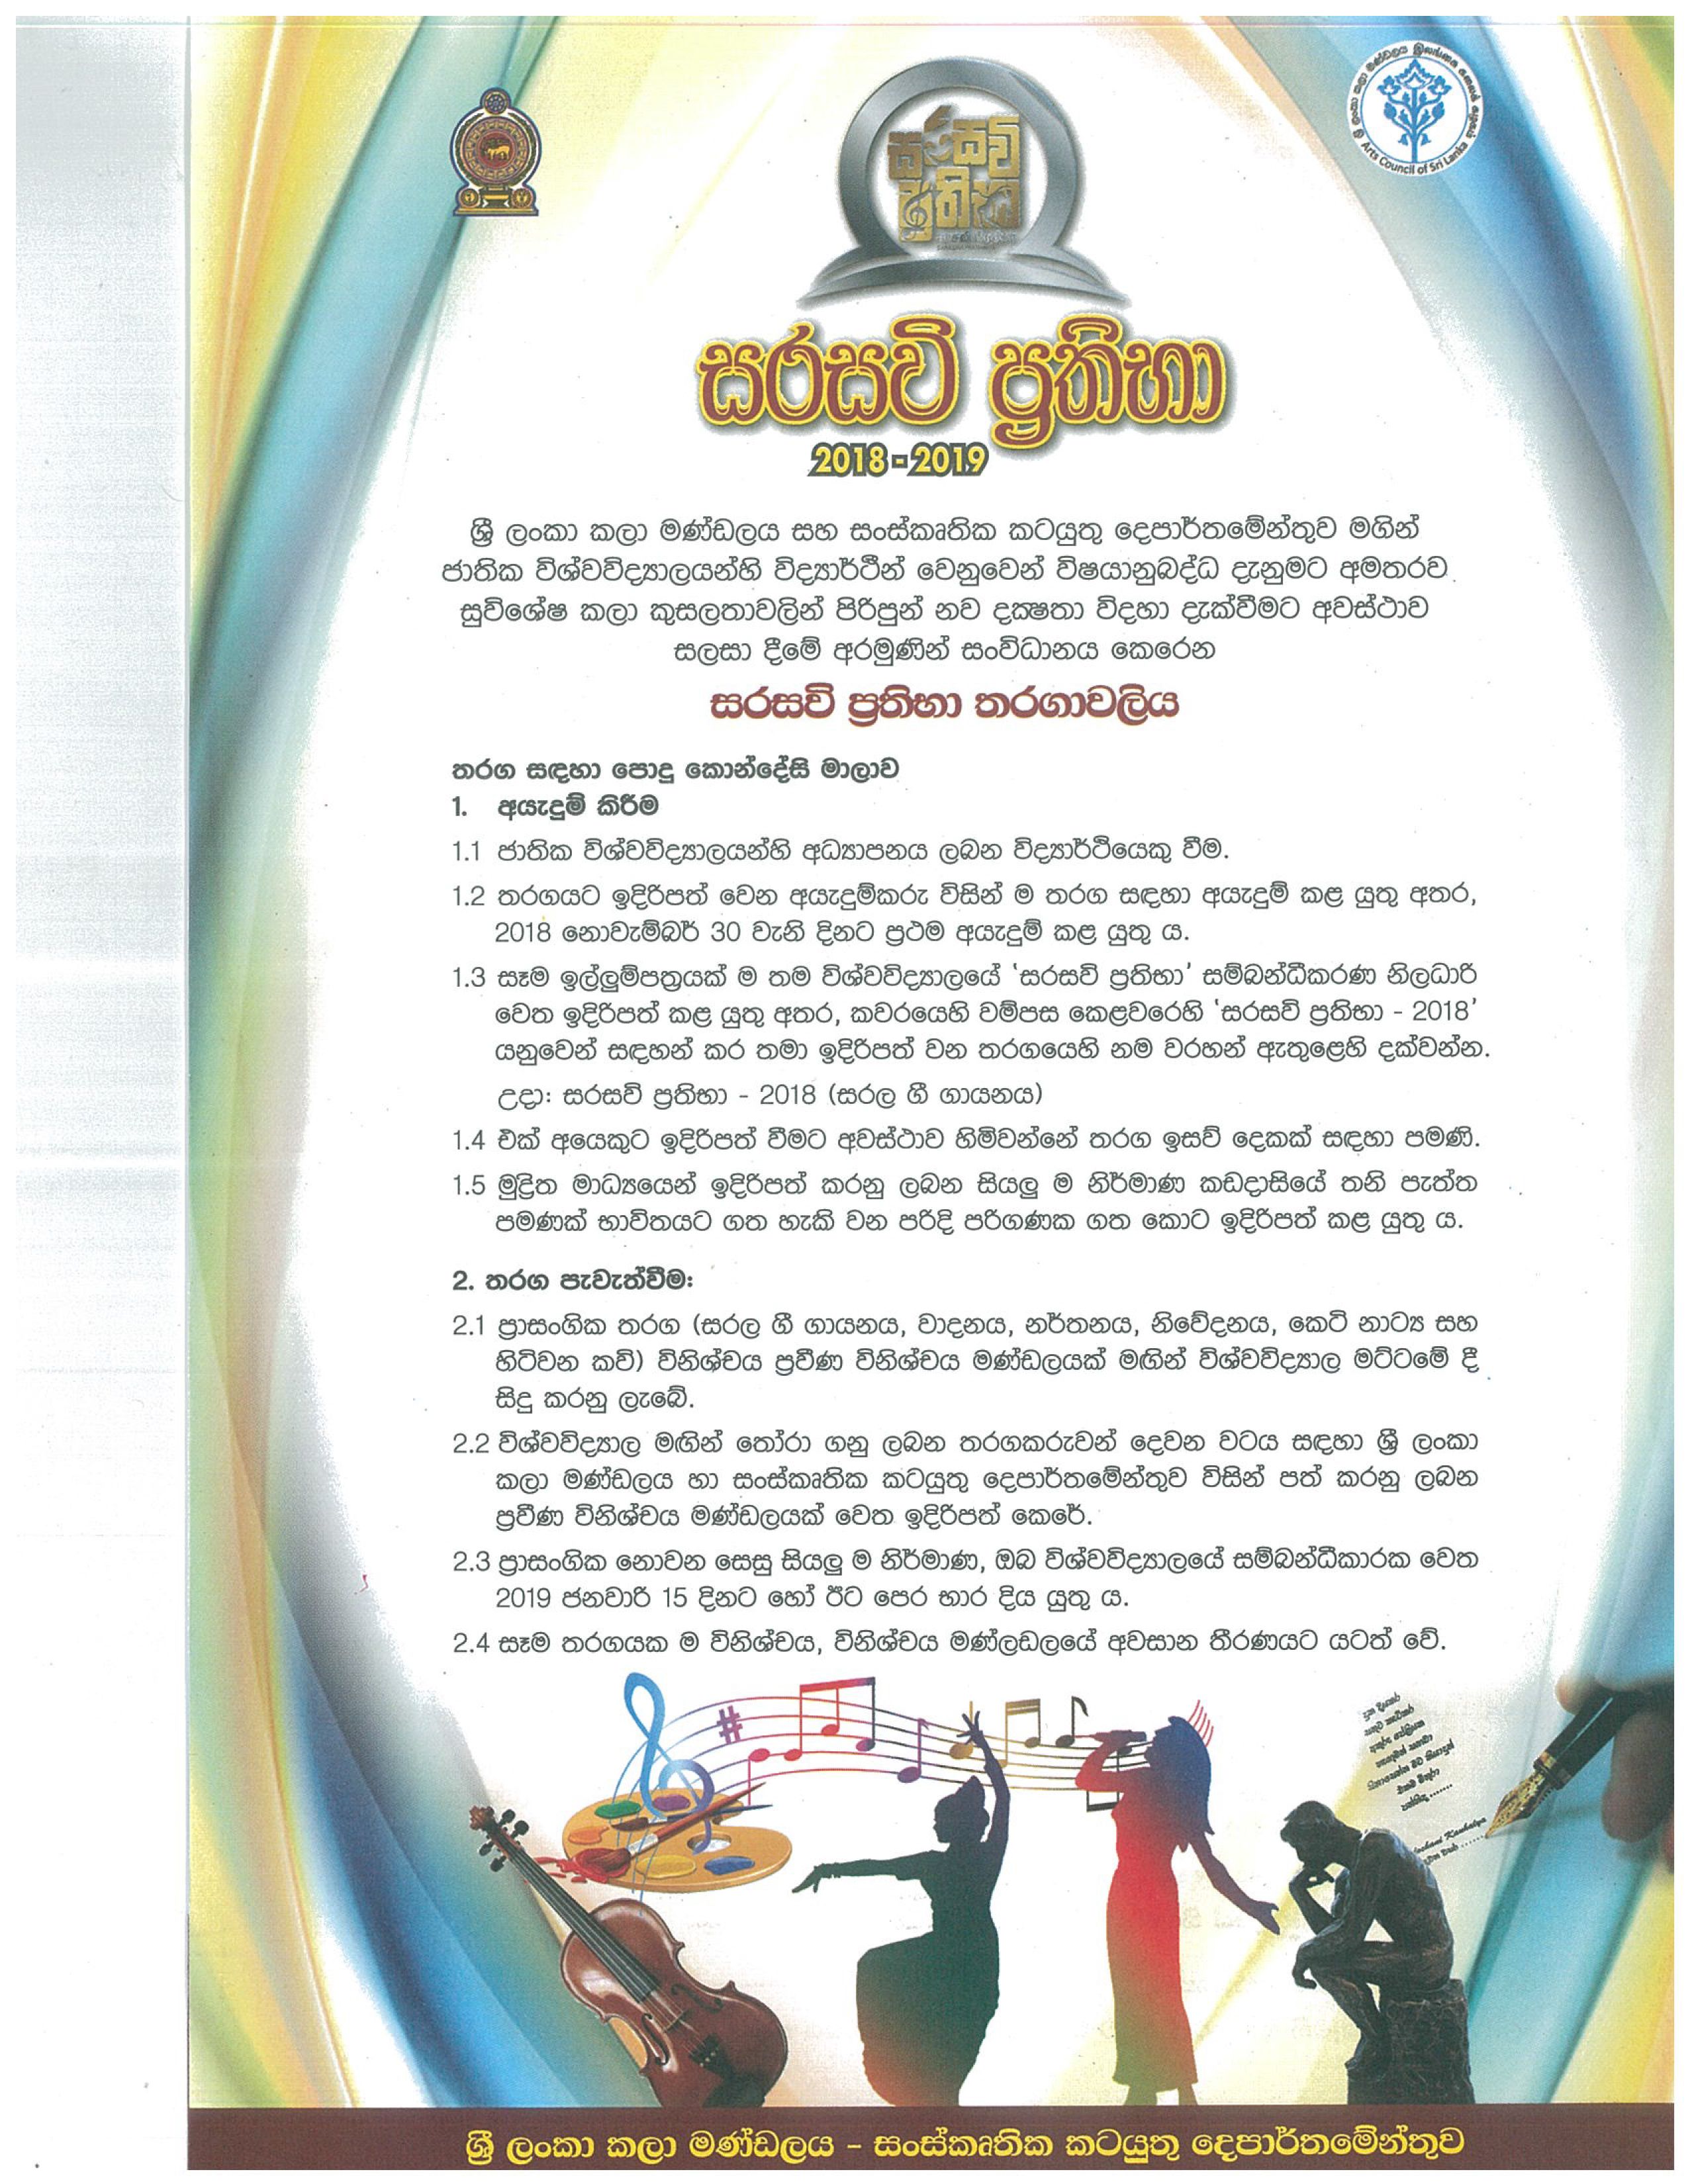 ශ්‍රී ලංකා කලා මණ්ඩලය
Arts Council of Sri Lanka
සරසවි
ප්‍රතිභා
සරසවි ප්‍රතිභා
2018-2019
ශ්‍රී ලංකා කලා මණ්ඩලය සහ සංස්කෘතික කටයුතු දෙපාර්තමේන්තුව මගින්
ජාතික විශ්වවිද්‍යාලයන්හි විද්‍යාර්ථීන් වෙනුවෙන් විෂයානුබද්ධ දැනුමට අමතරව
සුවිශේෂ කලා කුසලතාවලින් පිරිපුන් නව දක්‍ෂතා විදහා දැක්වීමට අවස්ථාව
සලසා දීමේ අරමුණින් සංවිධානය කෙරෙන
සරසවි ප්‍රතිභා තරගාවලිය
තරග සඳහා පොදු කොන්දේසි මාලාව
1. අයැදුම් කිරීම
1.1 ජාතික විශ්වවිද්‍යාලයන්හි අධ්‍යාපනය ලබන විද්‍යාර්ථියෙකු වීම.
1.2 තරගයට ඉදිරිපත් වෙන අයැදුම්කරු විසින් ම තරග සඳහා අයැදුම් කළ යුතු අතර,
2018 නොවැම්බර් 30 වැනි දිනට ප්‍රථම අයැදුම් කළ යුතු ය.
1.3 සෑම ඉල්ලුම්පත්‍රයක් ම තම විශ්වවිද්‍යාලයේ 'සරසවි ප්‍රතිභා' සම්බන්ධීකරණ නිලධාරි
වෙත ඉදිරිපත් කළ යුතු අතර, කවරයෙහි වම්පස කෙළවරෙහි 'සරසවි ප්‍රතිභා - 2018'
යනුවෙන් සඳහන් කර තමා ඉදිරිපත් වන තරගයෙහි නම වරහන් ඇතුළෙහි දක්වන්න.
උදා: සරසවි ප්‍රතිභා - 2018 (සරල ගී ගායනය)
1.4 එක් අයෙකුට ඉදිරිපත් වීමට අවස්ථාව හිමිවන්නේ තරග ඉසව් දෙකක් සඳහා පමණි.
1.5 මුද්‍රිත මාධ්‍යයෙන් ඉදිරිපත් කරනු ලබන සියලු ම නිර්මාණ කඩදාසියේ තනි පැත්ත
පමණක් භාවිතයට ගත හැකි වන පරිදි පරිගණක ගත කොට ඉදිරිපත් කළ යුතු ය.
2. තරග පැවැත්වීම:
2.1 ප්‍රාසංගික තරග (සරල ගී ගායනය, වාදනය, නර්තනය, නිවේදනය, කෙටි නාට්‍ය සහ
හිටිවන කවි) විනිශ්චය ප්‍රවීණ විනිශ්චය මණ්ඩලයක් මඟින් විශ්වවිද්‍යාල මට්ටමේ දී
සිදු කරනු ලැබේ.
2.2 විශ්වවිද්‍යාල මඟින් තෝරා ගනු ලබන තරගකරුවන් දෙවන වටය සඳහා ශ්‍රී ලංකා
කලා මණ්ඩලය හා සංස්කෘතික කටයුතු දෙපාර්තමේන්තුව විසින් පත් කරනු ලබන
ප්‍රවීණ විනිශ්චය මණ්ඩලයක් වෙත ඉදිරිපත් කෙරේ.
2.3 ප්‍රාසංගික නොවන සෙසු සියලු ම නිර්මාණ, ඔබ විශ්වවිද්‍යාලයේ සම්බන්ධීකාරක වෙත
2019 ජනවාරි 15 දිනට හෝ ඊට පෙර භාර දිය යුතු ය.
2.4 සෑම තරගයක ම විනිශ්චය, විනිශ්චය මණ්ලඩලයේ අවසාන තීරණයට යටත් වේ.
ශ්‍රී ලංකා කලා මණ්ඩලය - සංස්කෘතික කටයුතු දෙපාර්තමේන්තුව